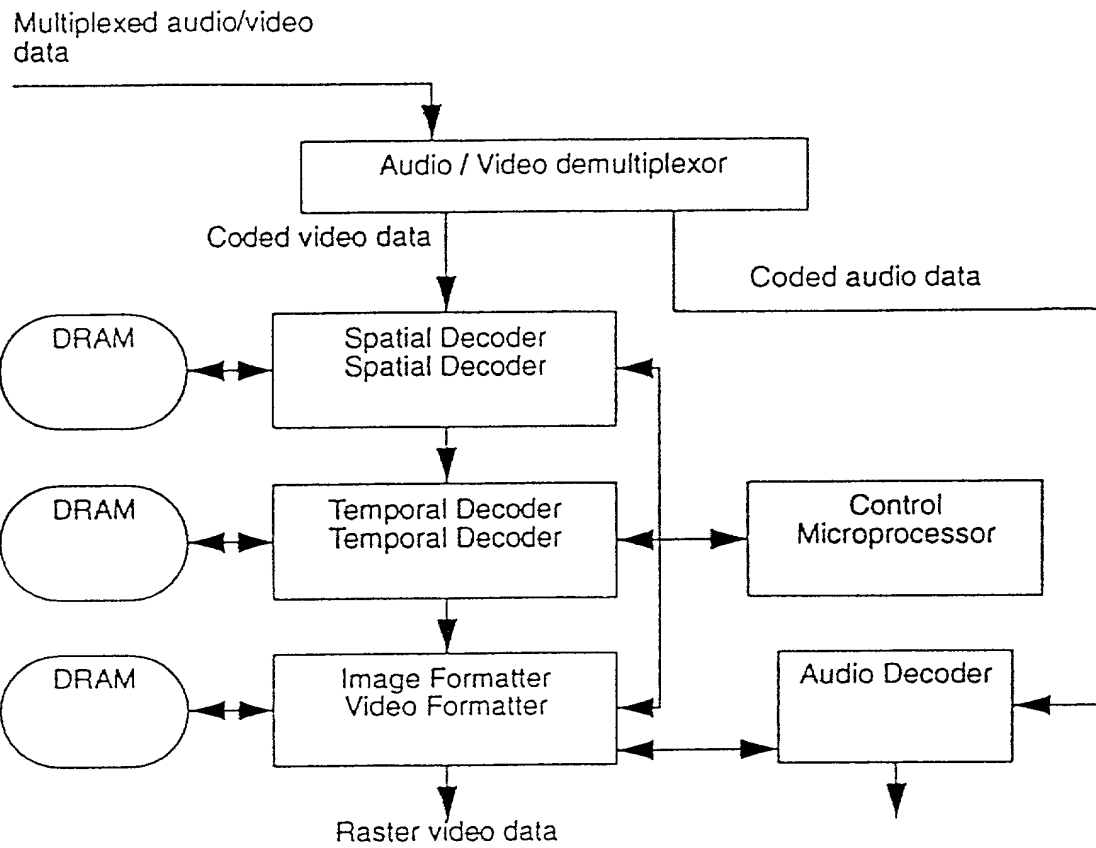 Multiplexed audio/video
data
Audio / Video demultiplexor
Coded video data
Coded audio data
DRAM
Spatial Decoder
Spatial Decoder
DRAM
Temporal Decoder
Temporal Decoder
Control
Microprocessor
DRAM
Image Formatter
Video Formatter
Audio Decoder
Raster video data